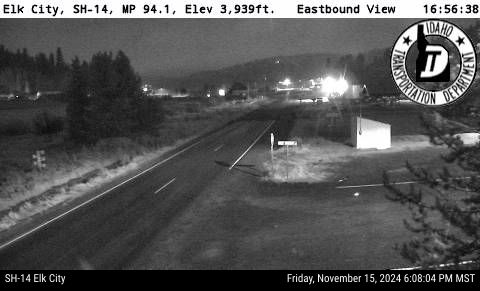 Elk City, SH-14, MP 94.1, Elev 3,939ft. Eastbound View 16:56:38
IDAHO
TRANSPORTATION DEPARTMENT
SH-14 Elk City Friday, November 15, 2024 6:08:04 PM MST